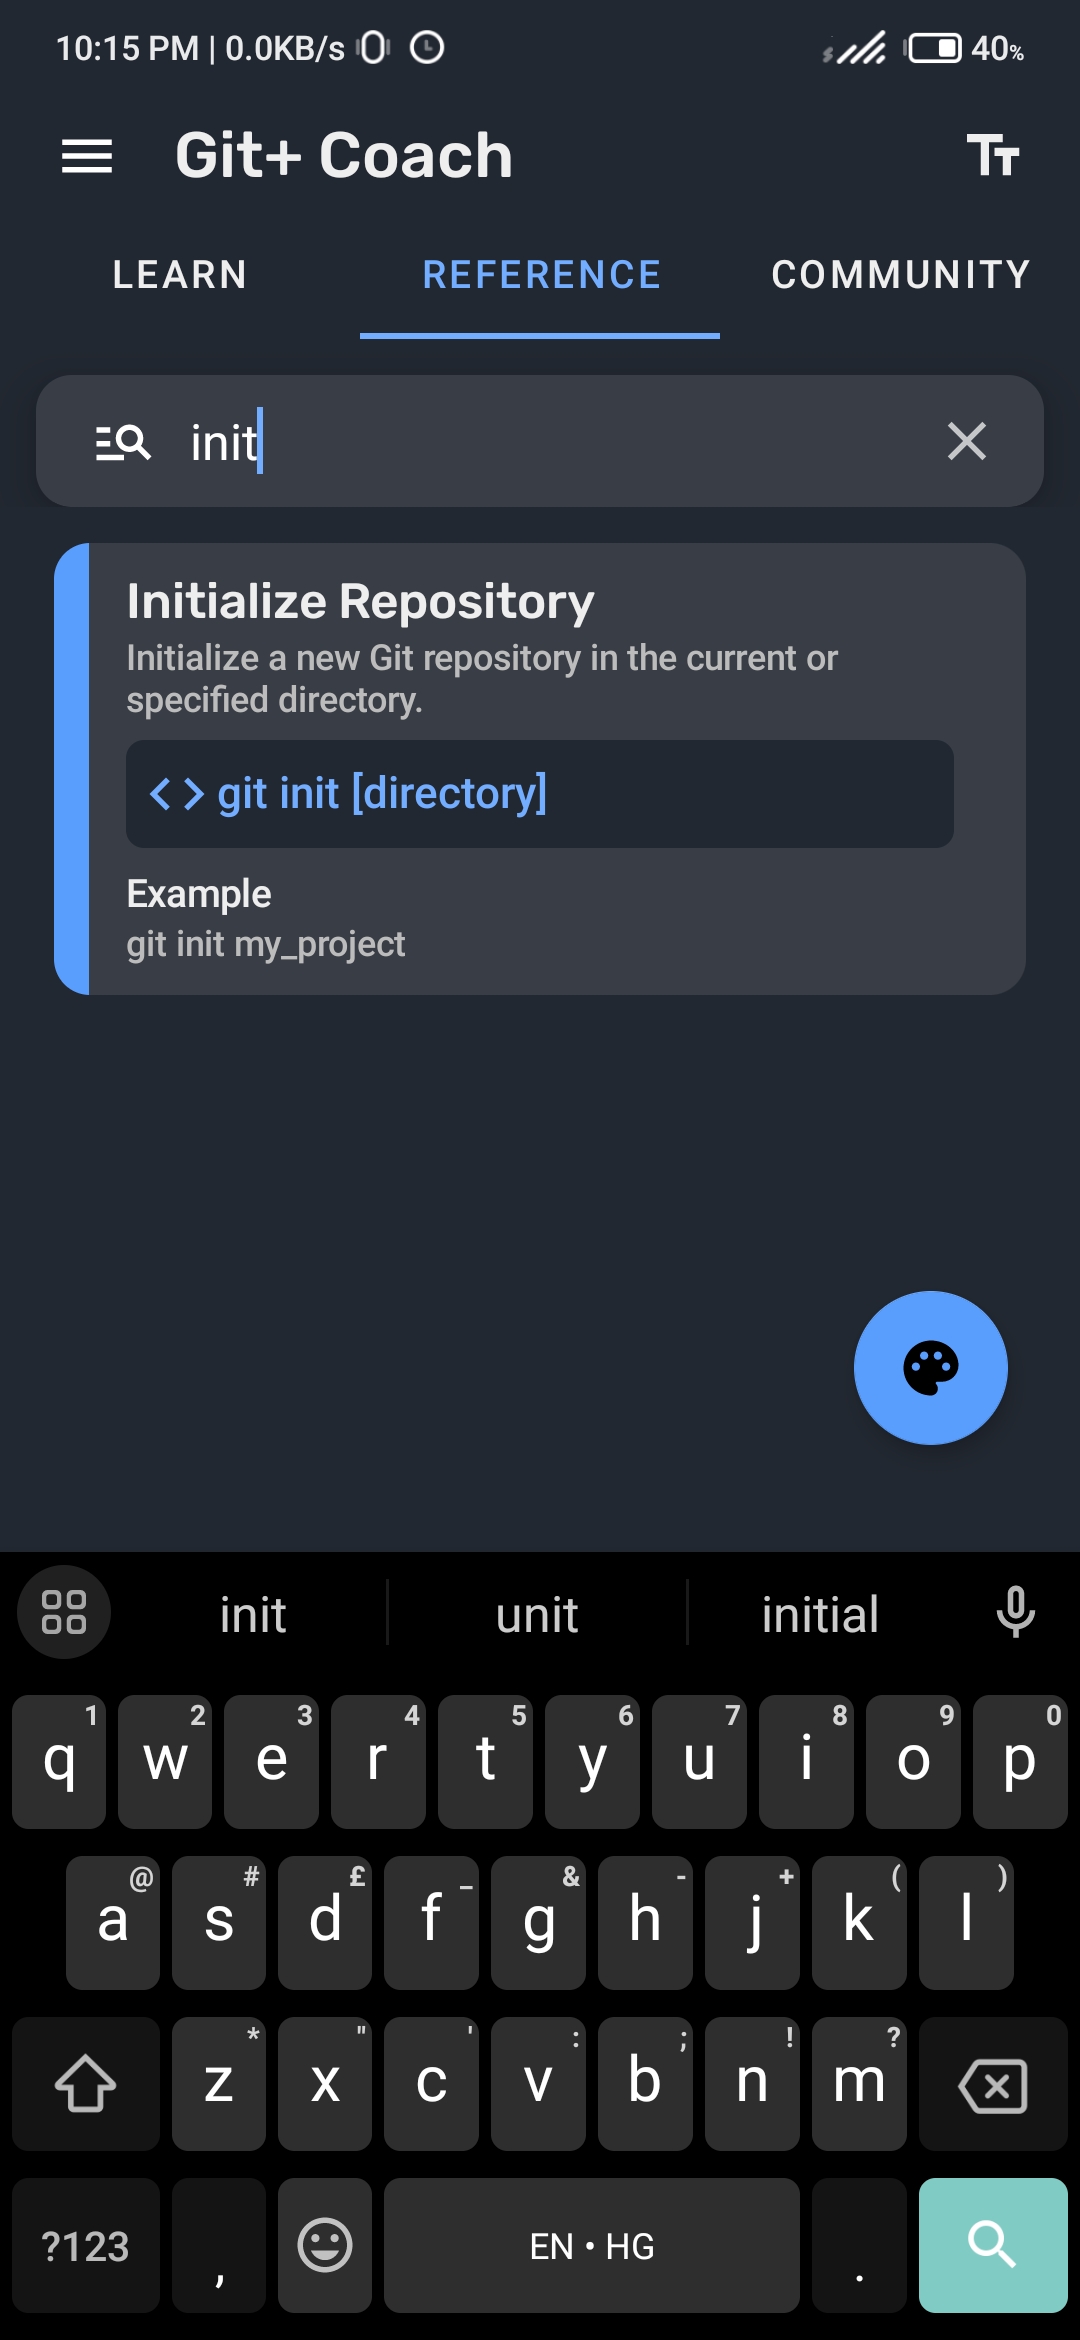 10:15 PM | 0.0KB/s
40%
Git+ Coach
LEARN REFERENCE COMMUNITY
init
Initialize Repository
Initialize a new Git repository in the current or
specified directory.
<> git init [directory]
Example
git init my_project
init unit initial
1 2 3 4 5 6 7 8 9 0
q w e r t y u i o p
@ # £ _ & - + ( )
a s d f g h j k l
* " ' : ; ! ?
z x c v b n m
?123 , EN • HG .